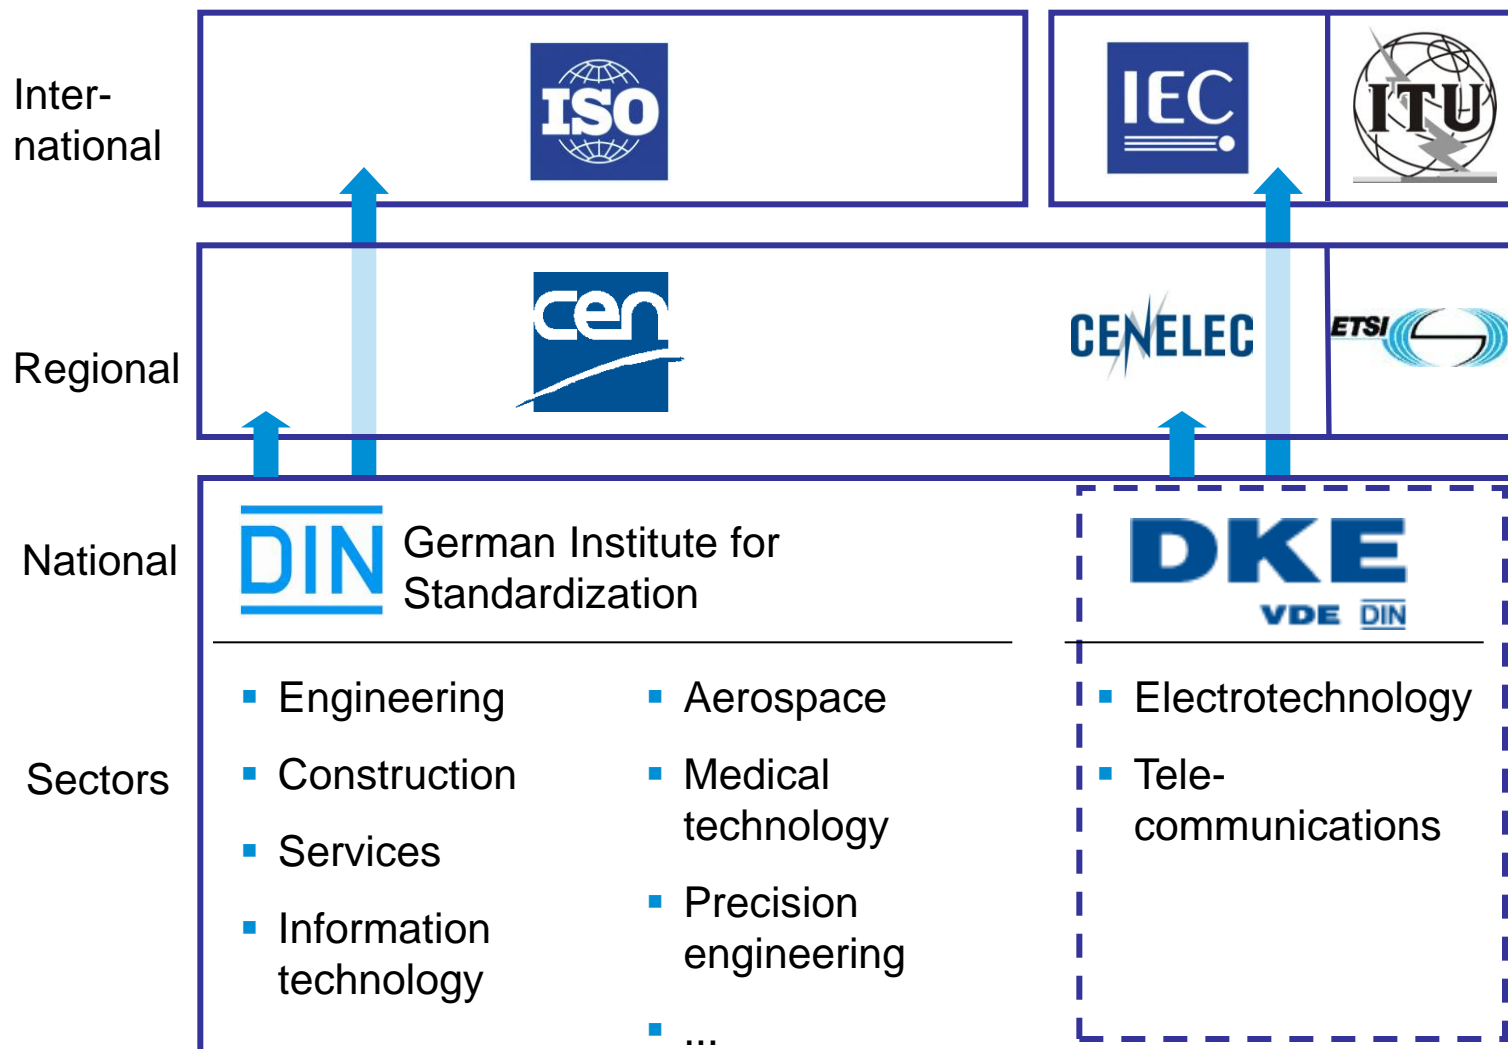 Inter-
national
ISO
IEC
ITU
Regional
cen
CENELEC
ETSI
National
DIN
German Institute for
Standardization
DKE
VDE DIN
Sectors
Engineering
Construction
Services
Information
technology
Aerospace
Medical
technology
Precision
engineering
...
Electrotechnology
Tele-
communications